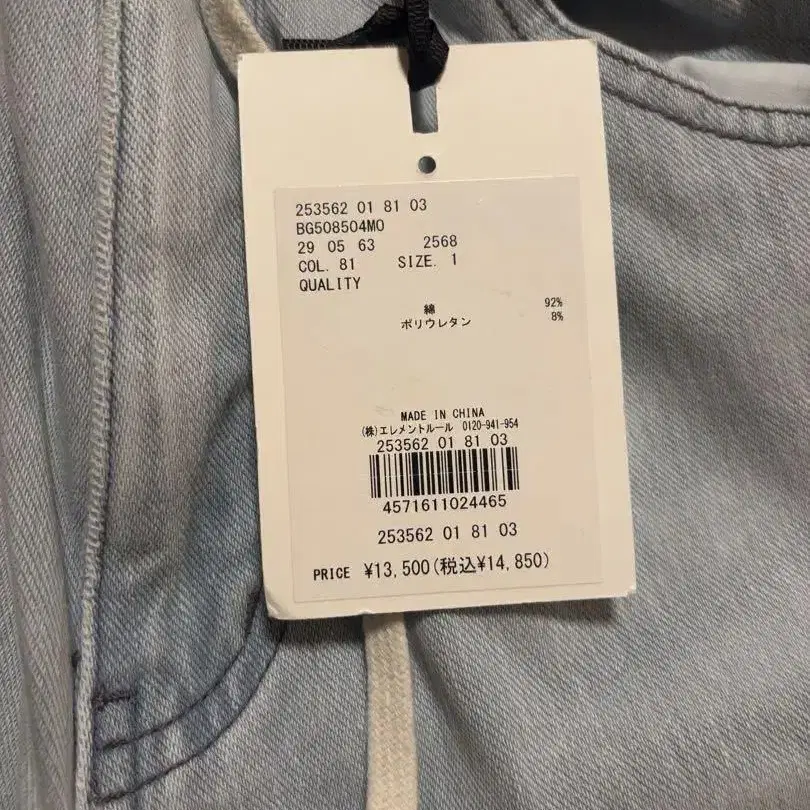 253562 01 81 03
BG508504MO
29 05 63 2568
COL. 81 SIZE. 1
QUALITY
綿 92%
ポリウレタン 8%
MADE IN CHINA
(株)エレメントルール 0120-941-954
253562 01 81 03
4571611024465
253562 01 81 03
PRICE ¥13,500(税込¥14,850)